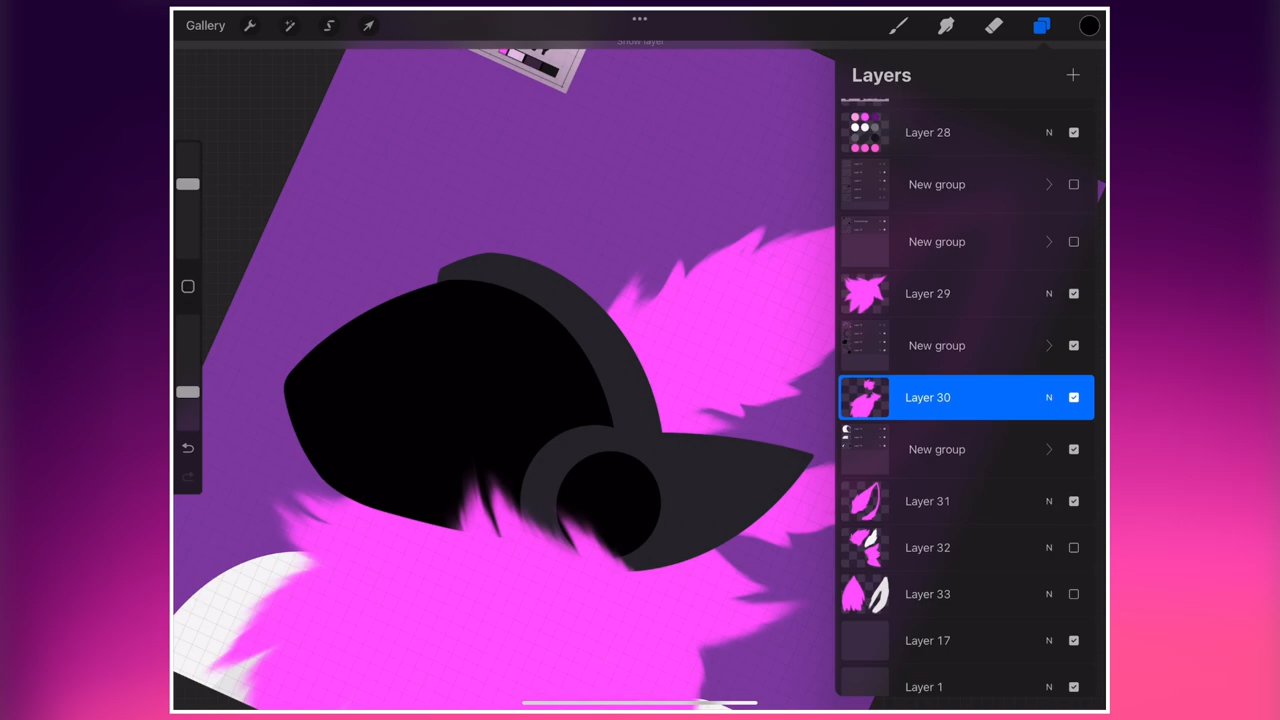 Gallery
Show layer
Layers
Layer 28 N
New group
New group
Layer 29 N
New group
Layer 30 N
New group
Layer 31 N
Layer 32 N
Layer 33 N
Layer 17 N
Layer 1 N